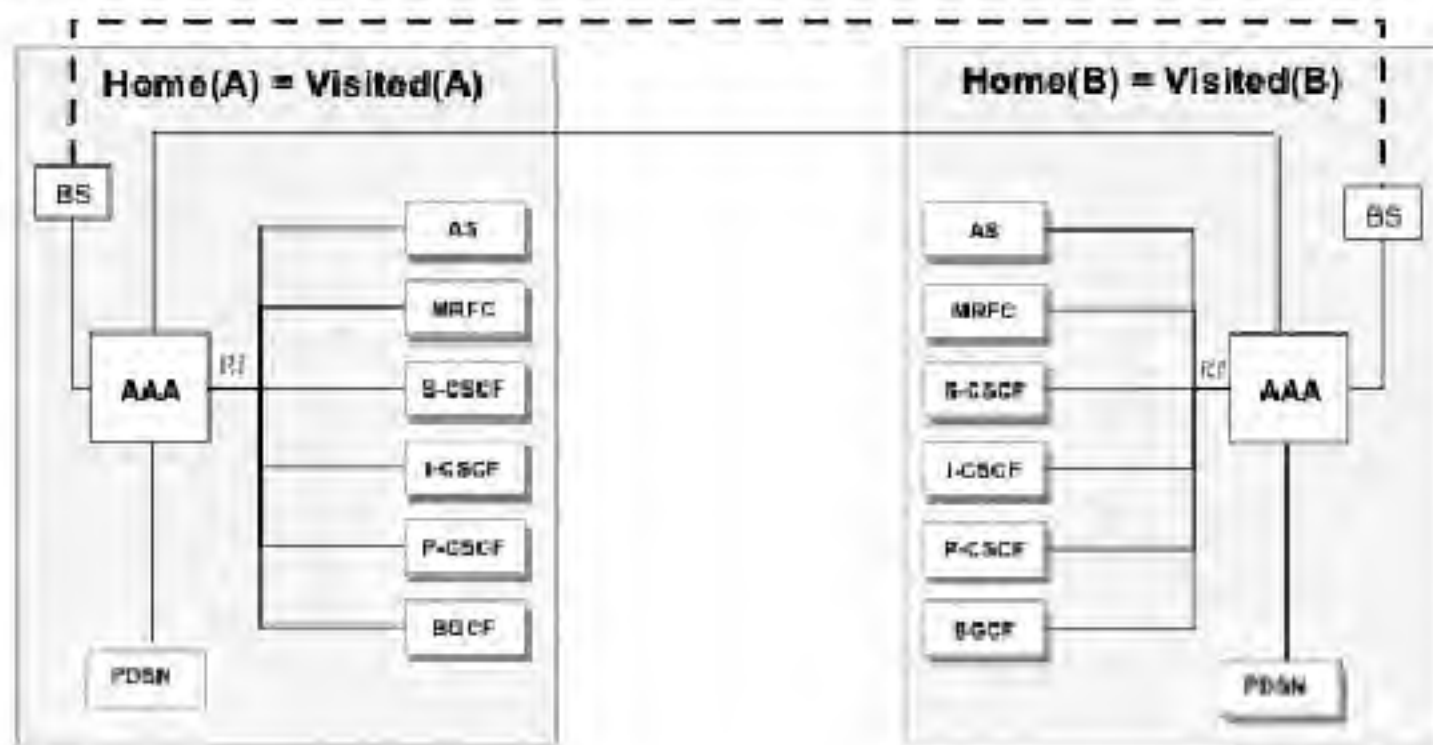 Home(A) = Visited(A)
BS
AS
MRFC
S-CSCF
AAA
I-CSCF
P-CSCF
BGCF
PDSN
Home(B) = Visited(B)
BS
AS
MRFC
S-CSCF
Rf
AAA
I-CSCF
P-CSCF
BGCF
PDSN